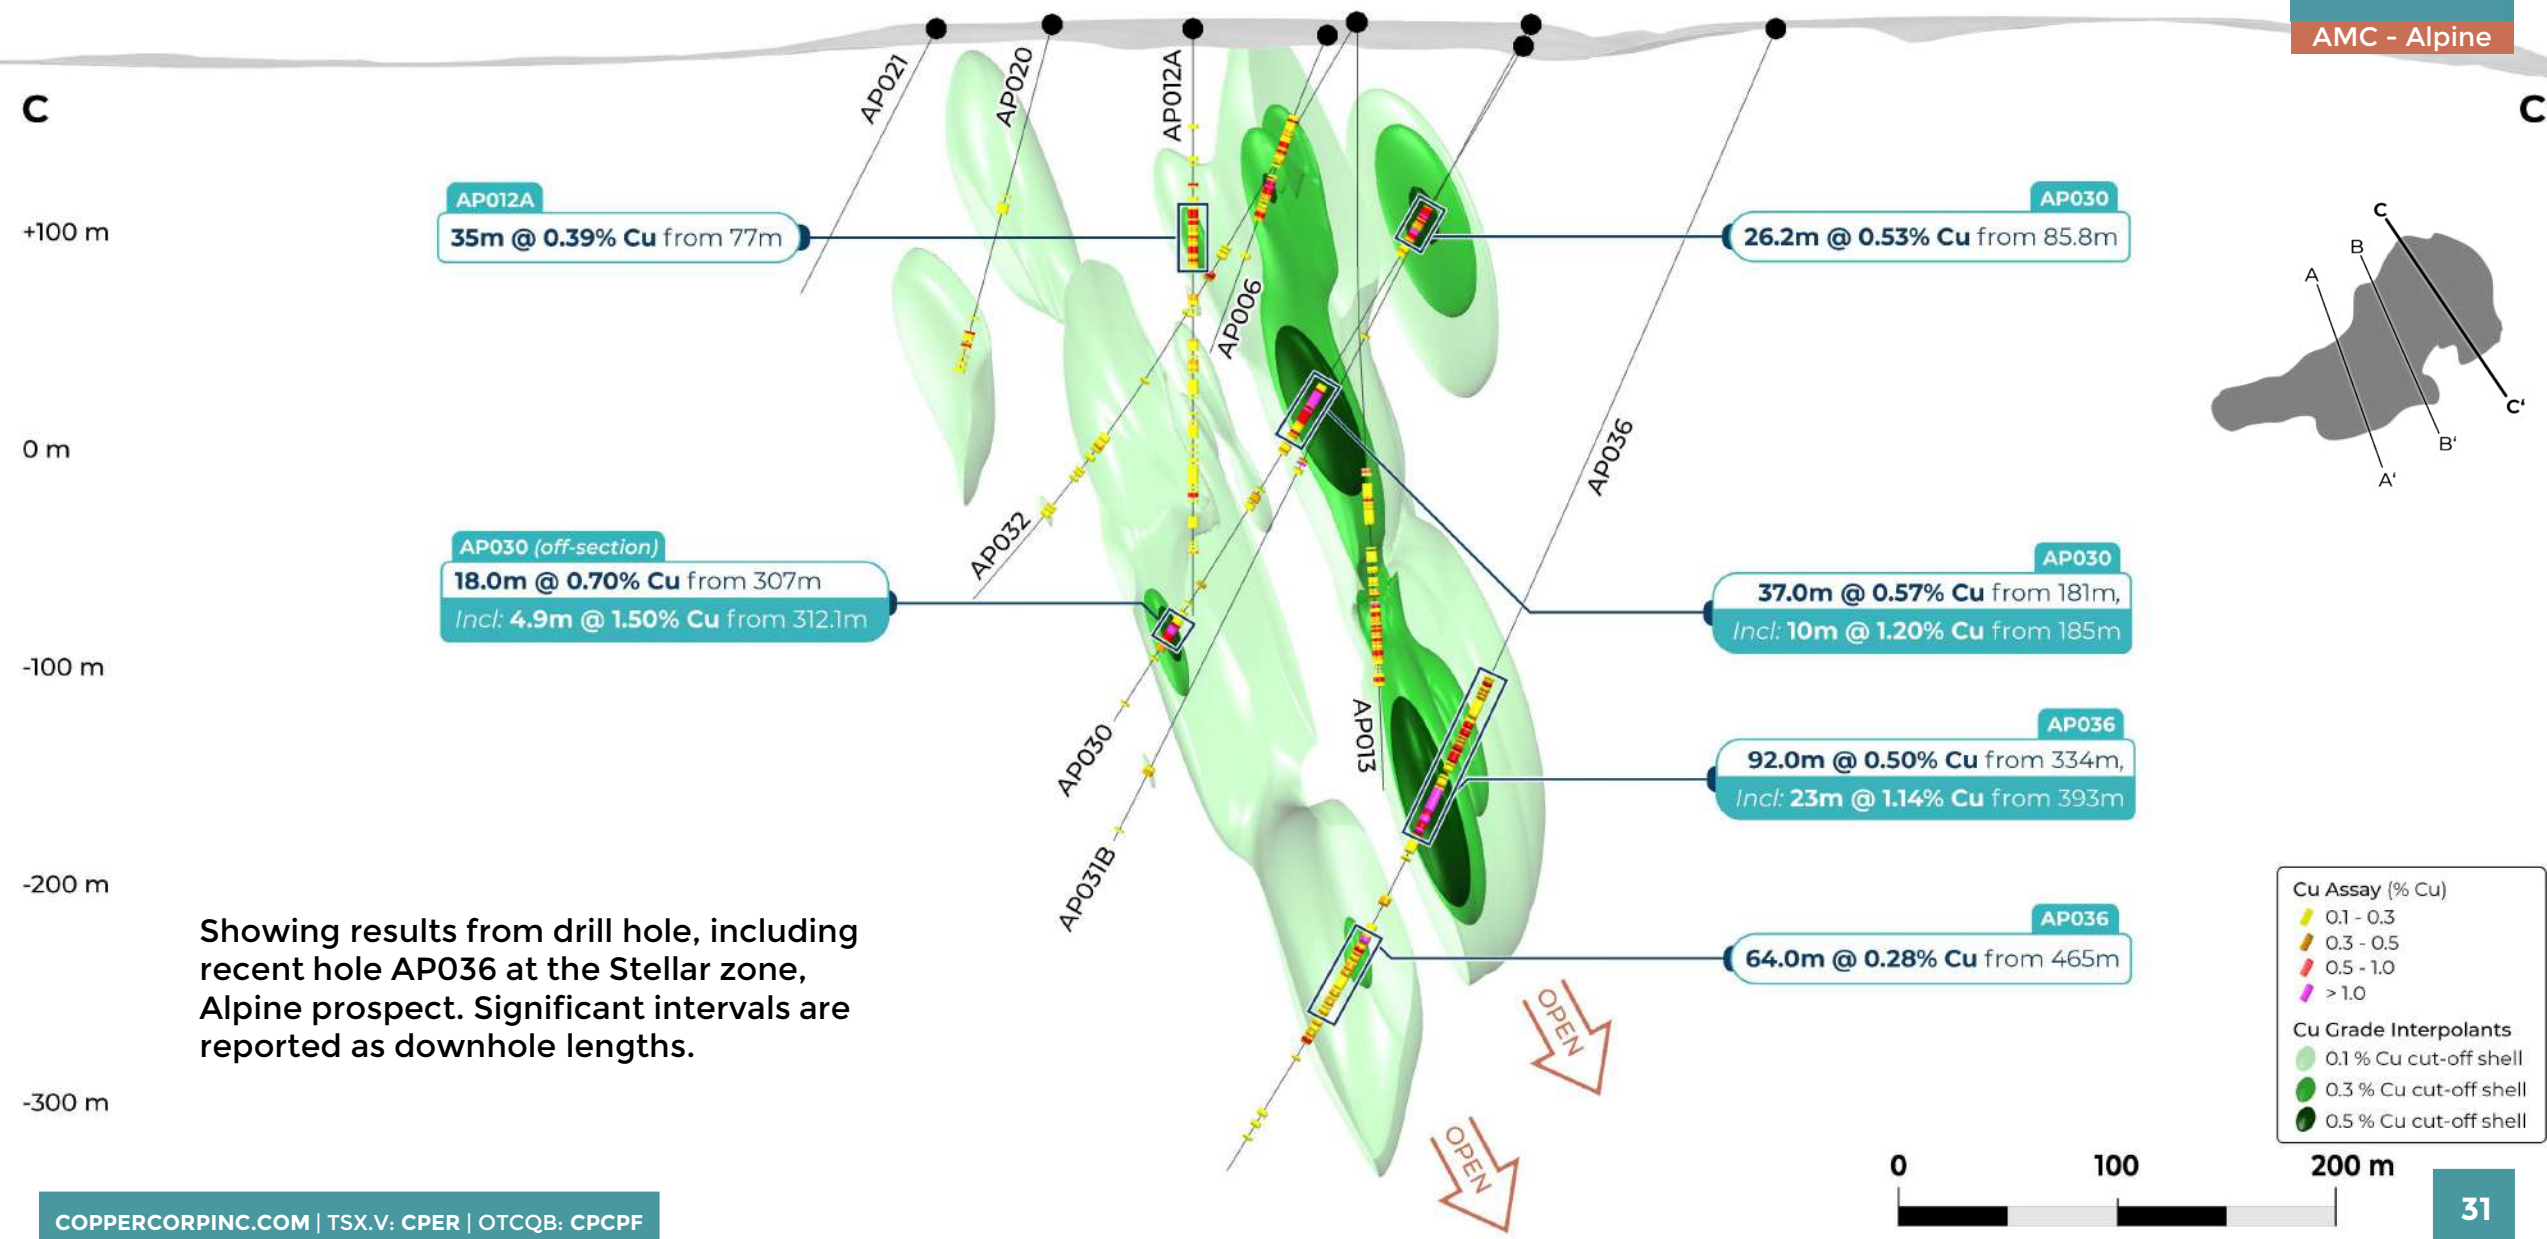 AMC - Alpine
AP021
AP020
AP012A
C
C
+100 m
0 m
-100 m
-200 m
-300 m
AP012A
35m @ 0.39% Cu from 77m
AP030
26.2m @ 0.53% Cu from 85.8m
C
B
A
C'
B'
A'
AP006
AP036
AP032
AP030 (off-section)
18.0m @ 0.70% Cu from 307m
Incl: 4.9m @ 1.50% Cu from 312.1m
AP030
37.0m @ 0.57% Cu from 181m,
Incl: 10m @ 1.20% Cu from 185m
AP030
AP013
AP031B
AP036
92.0m @ 0.50% Cu from 334m,
Incl: 23m @ 1.14% Cu from 393m
AP036
64.0m @ 0.28% Cu from 465m
Showing results from drill hole, including
recent hole AP036 at the Stellar zone,
Alpine prospect. Significant intervals are
reported as downhole lengths.
OPEN
OPEN
Cu Assay (% Cu)
0.1 - 0.3
0.3 - 0.5
0.5 - 1.0
> 1.0
Cu Grade Interpolants
0.1 % Cu cut-off shell
0.3 % Cu cut-off shell
0.5 % Cu cut-off shell
0 100 200 m
COPPERCORPINC.COM | TSX.V: CPER | OTCQB: CPCPF
31